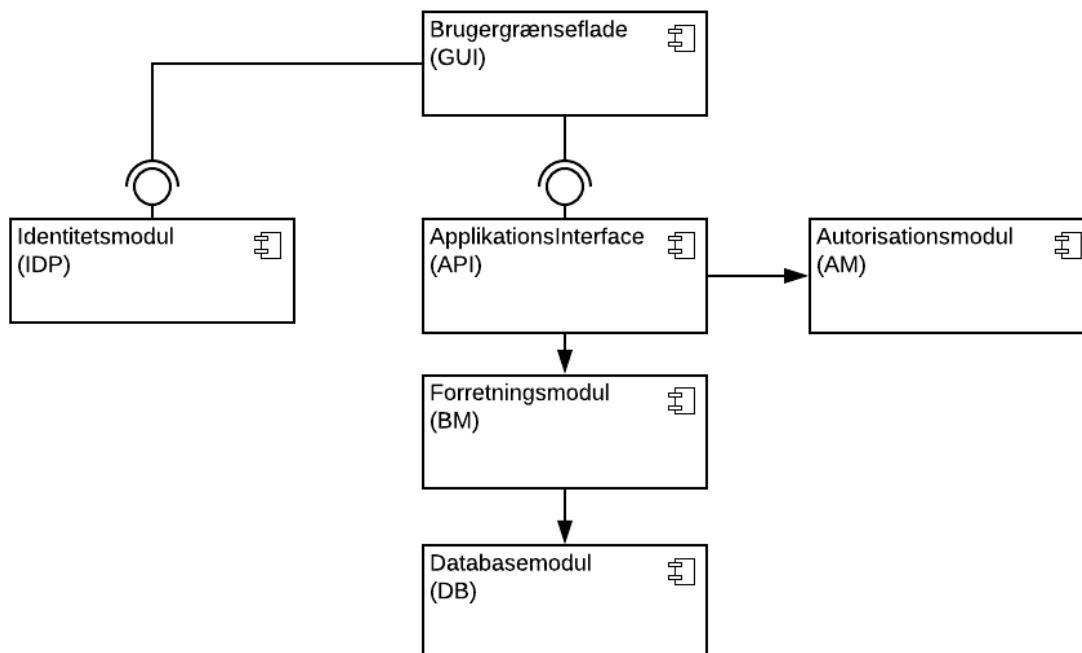 Brugergrænseflade
(GUI)
Identitetsmodul
(IDP)
ApplikationsInterface
(API)
Autorisationsmodul
(AM)
Forretningsmodul
(BM)
Databasemodul
(DB)